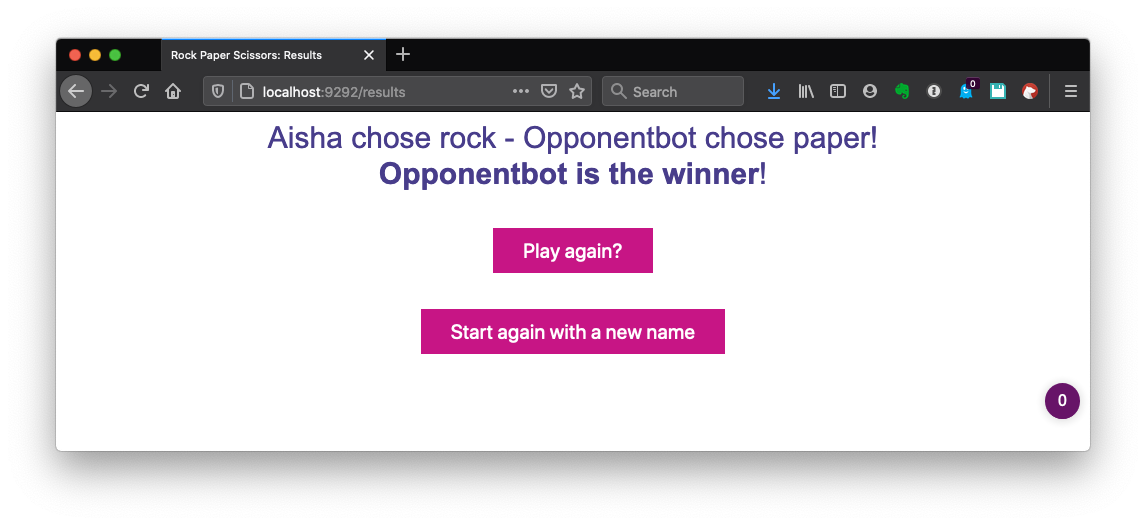 Rock Paper Scissors: Results
localhost:9292/results
Search
0
Aisha chose rock - Opponentbot chose paper!
Opponentbot is the winner!
Play again?
Start again with a new name
0